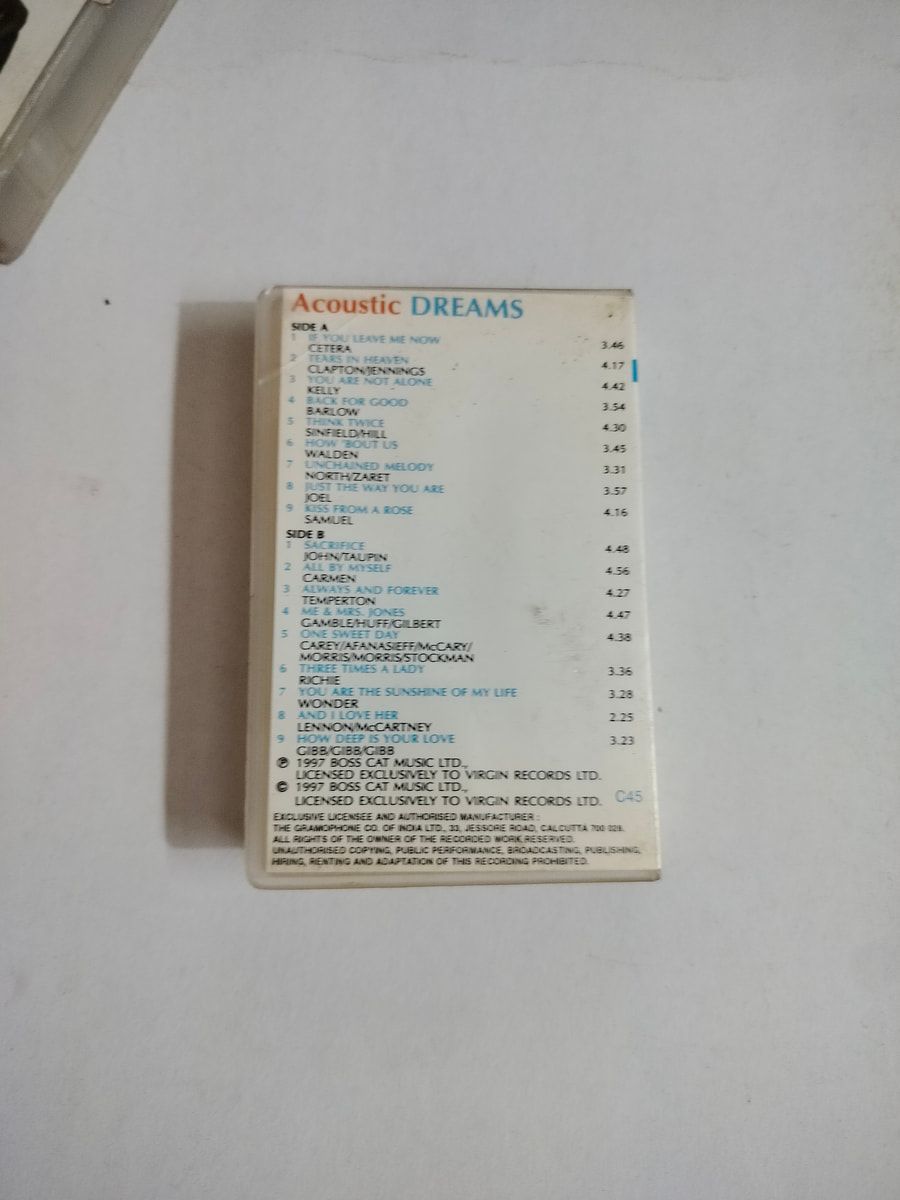 Acoustic DREAMS
SIDE A
1 IF YOU LEAVE ME NOW
CETERA 3.46
2 TEARS IN HEAVEN
CLAPTON/JENNINGS 4.17
3 YOU ARE NOT ALONE
KELLY 4.42
4 BACK FOR GOOD
BARLOW 3.54
5 THINK TWICE
SINFIELD/HILL 4.30
6 HOW 'BOUT US
WALDEN 3.45
7 UNCHAINED MELODY
NORTH/ZARET 3.31
8 JUST THE WAY YOU ARE
JOEL 3.57
9 KISS FROM A ROSE
SAMUEL 4.16
SIDE B
1 SACRIFICE
JOHN/TAUPIN 4.48
2 ALL BY MYSELF
CARMEN 4.56
3 ALWAYS AND FOREVER
TEMPERTON 4.27
4 ME & MRS. JONES
GAMBLE/HUFF/GILBERT 4.47
5 ONE SWEET DAY 4.38
CAREY/AFANASIEFF/McCARY/
MORRIS/MORRIS/STOCKMAN
6 THREE TIMES A LADY 3.36
RICHIE
7 YOU ARE THE SUNSHINE OF MY LIFE 3.28
WONDER
8 AND I LOVE HER 2.25
LENNON/McCARTNEY
9 HOW DEEP IS YOUR LOVE 3.23
GIBB/GIBB/GIBB
℗ 1997 BOSS CAT MUSIC LTD.,
LICENSED EXCLUSIVELY TO VIRGIN RECORDS LTD.
© 1997 BOSS CAT MUSIC LTD.,
LICENSED EXCLUSIVELY TO VIRGIN RECORDS LTD. C45
EXCLUSIVE LICENSEE AND AUTHORISED MANUFACTURER :
THE GRAMOPHONE CO. OF INDIA LTD., 33, JESSORE ROAD, CALCUTTA 700 028.
ALL RIGHTS OF THE OWNER OF THE RECORDED WORK RESERVED.
UNAUTHORISED COPYING, PUBLIC PERFORMANCE, BROADCASTING, PUBLISHING,
HIRING, RENTING AND ADAPTATION OF THIS RECORDING PROHIBITED.